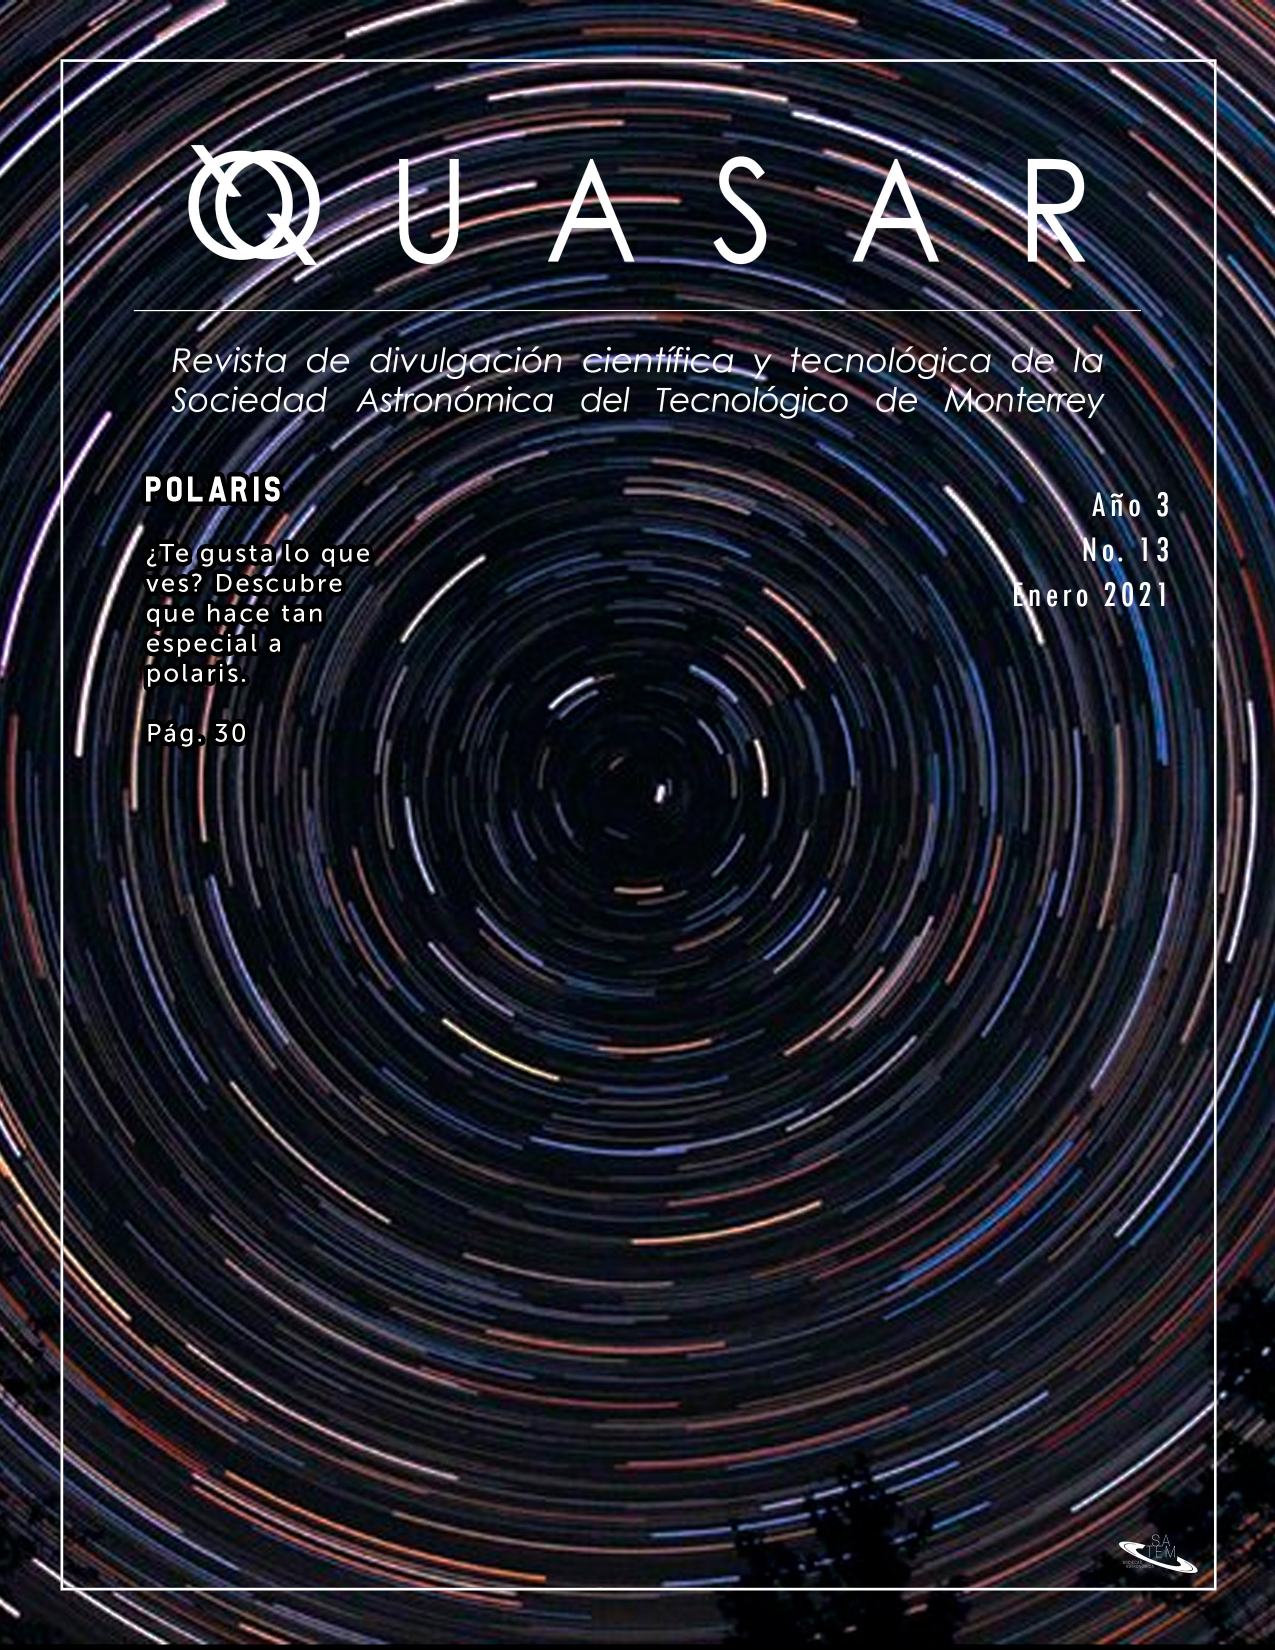 QUASAR
Revista de divulgación científica y tecnológica de la
Sociedad Astronómica del Tecnológico de Monterrey
POLARIS
¿Te gusta lo que
ves? Descubre
que hace tan
especial a
polaris.
Pág. 30
Año 3
No. 13
Enero 2021
SA
TEM